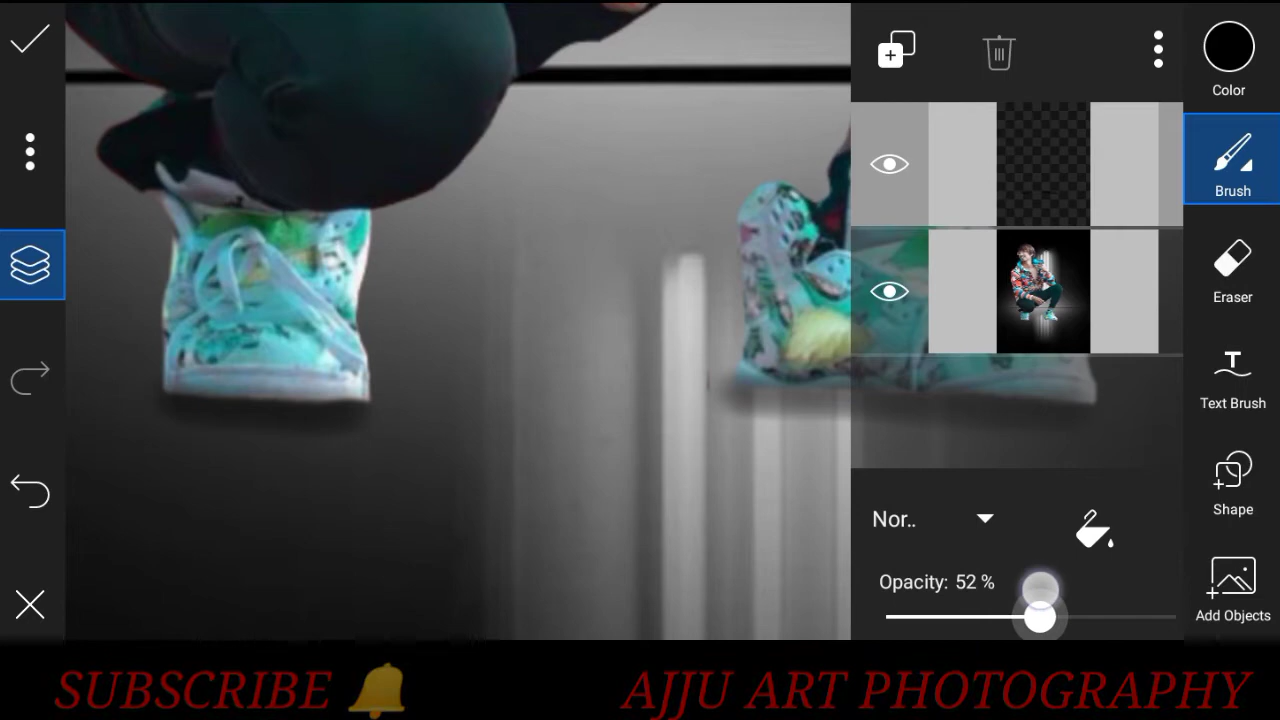 Color
Brush
Eraser
Text Brush
Shape
Nor..
Opacity: 52 %
Add Objects
SUBSCRIBE 🔔 AJJU ART PHOTOGRAPHY